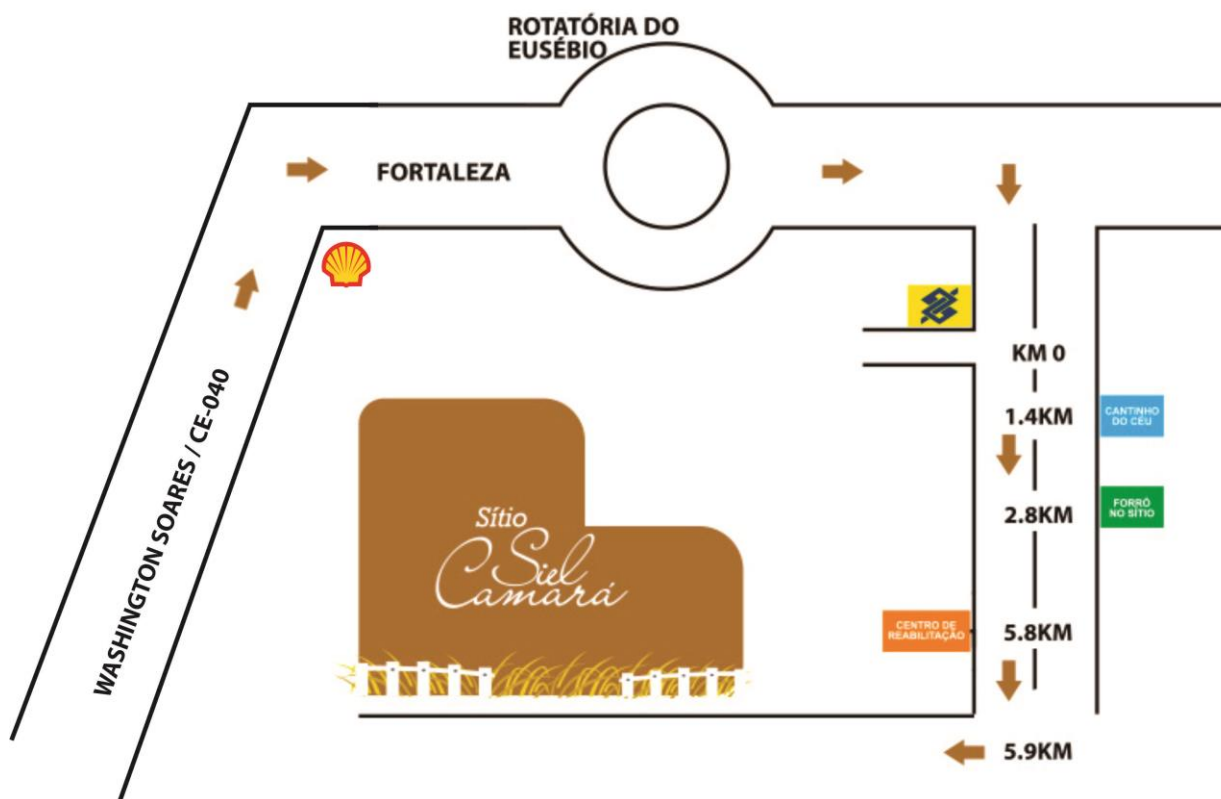 ROTATÓRIA DO
EUSÉBIO
FORTALEZA
WASHINGTON SOARES / CE-040
KM 0
1.4KM
CANTINHO
DO CÉU
2.8KM
FORRÓ
NO SÍTIO
Sítio
Siel
Camará
CENTRO DE
REABILITAÇÃO
5.8KM
5.9KM